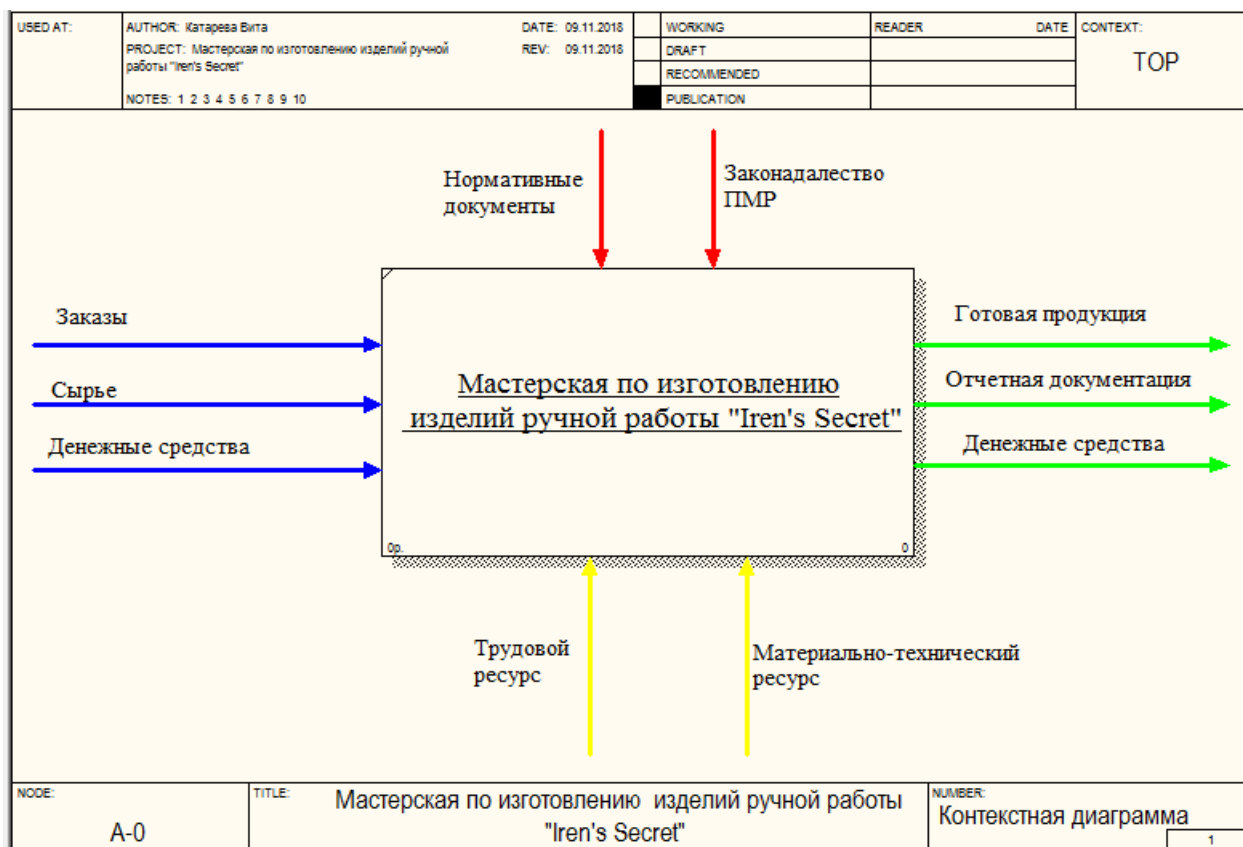 USED AT:
AUTHOR: Катарева Вита
DATE: 09.11.2018
PROJECT: Мастерская по изготовлению изделий ручной
работы "Iren's Secret"
REV: 09.11.2018
NOTES: 1 2 3 4 5 6 7 8 9 10
WORKING
DRAFT
RECOMMENDED
PUBLICATION
READER
DATE
CONTEXT:
TOP
Нормативные
документы
Законадалество
ПМР
Заказы
Сырье
Денежные средства
Мастерская по изготовлению
изделий ручной работы "Iren's Secret"
0р.
0
Готовая продукция
Отчетная документация
Денежные средства
Трудовой
ресурс
Материально-технический
ресурс
NODE:
A-0
TITLE:
Мастерская по изготовлению изделий ручной работы
"Iren's Secret"
NUMBER:
Контекстная диаграмма
1